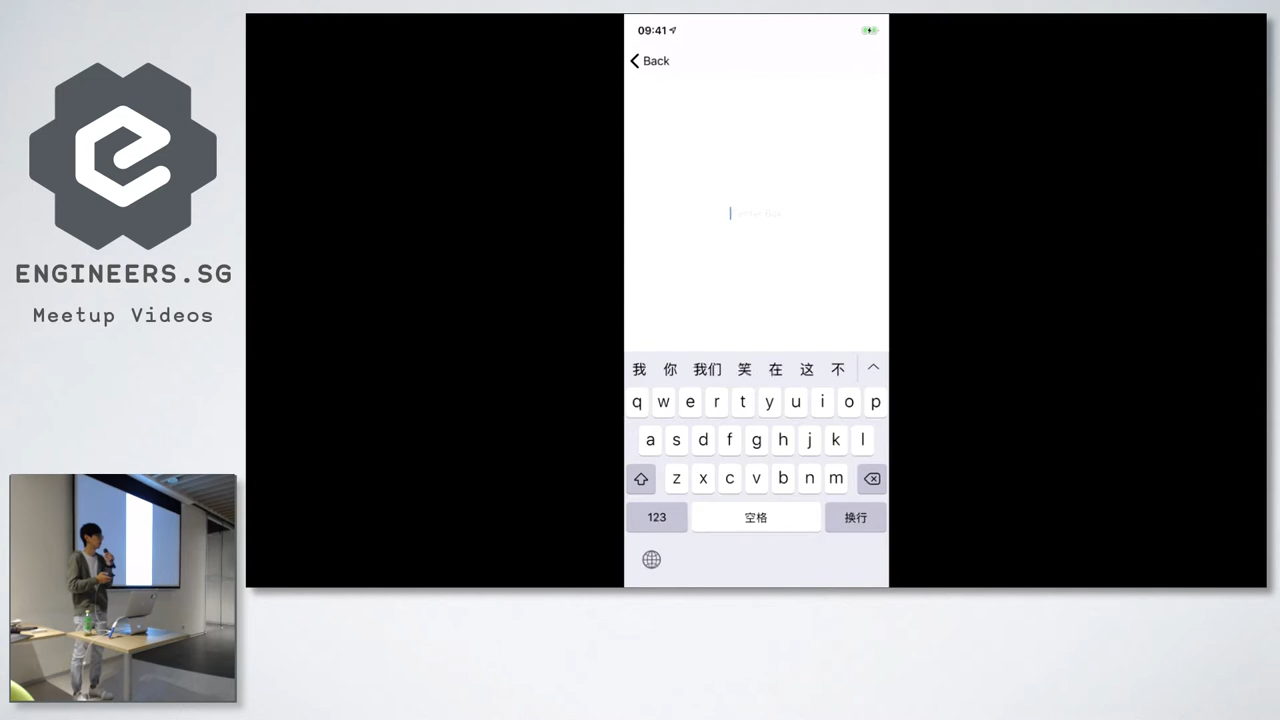 ENGINEERS.SG
Meetup Videos
09:41
Back
我 你 我们 笑 在 这 不
q w e r t y u i o p
a s d f g h j k l
z x c v b n m
123 空格 换行